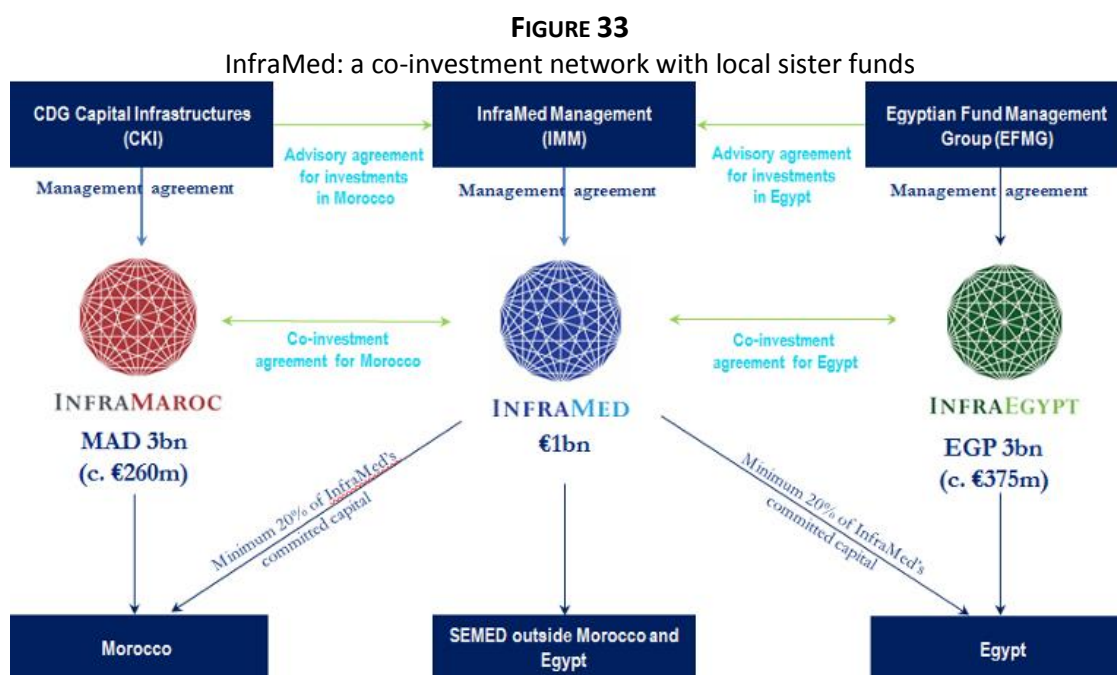 FIGURE 33
InfraMed: a co-investment network with local sister funds
CDG Capital Infrastructures
(CKI)
InfraMed Management
(IMM)
Egyptian Fund Management
Group (EFMG)
Advisory agreement
for investments
in Morocco
Advisory agreement
for investments
in Egypt
Management agreement
Management agreement
Management agreement
Co-investment
agreement for Morocco
Co-investment
agreement for Egypt
INFRAMAROC
INFRAMED
INFRAEGYPT
MAD 3bn
(c. €260m)
€1bn
EGP 3bn
(c. €375m)
Minimum 20% of InfraMed's
committed capital
Minimum 20% of InfraMed's
committed capital
Morocco
SEMED outside Morocco and
Egypt
Egypt